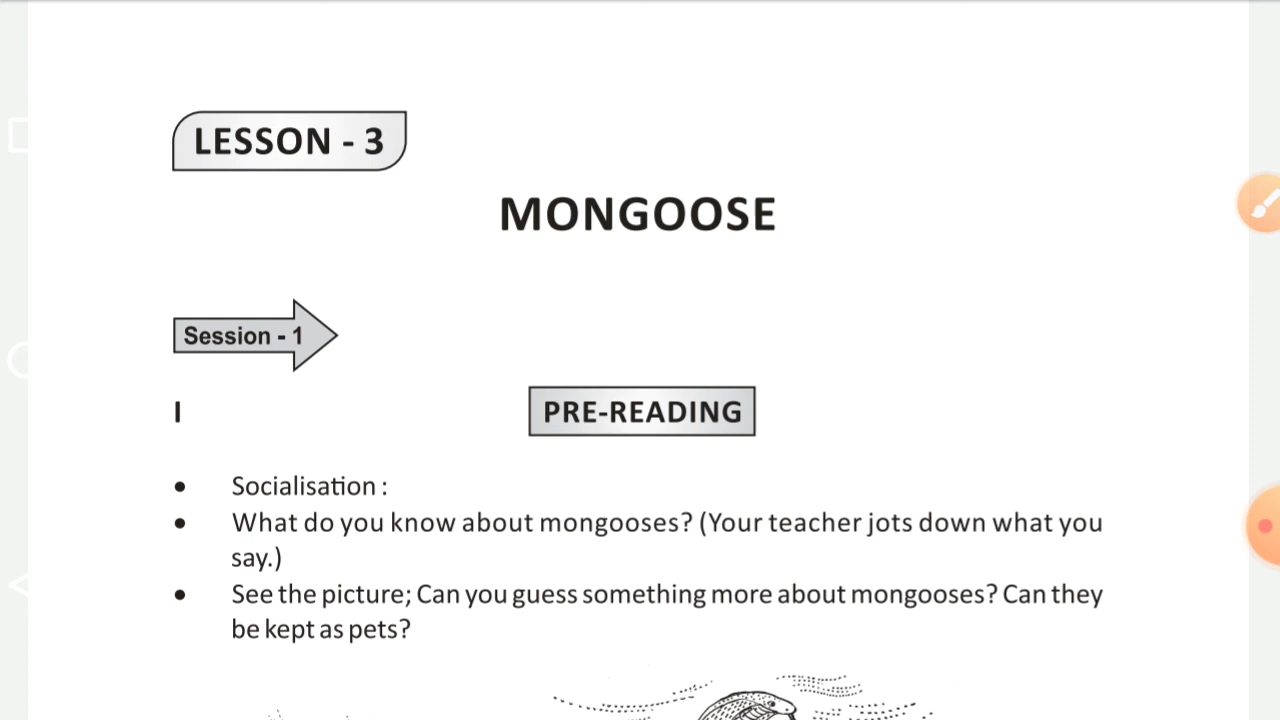 LESSON - 3
MONGOOSE
Session - 1
I
PRE-READING
• Socialisation :
• What do you know about mongooses? (Your teacher jots down what you
say.)
• See the picture; Can you guess something more about mongooses? Can they
be kept as pets?